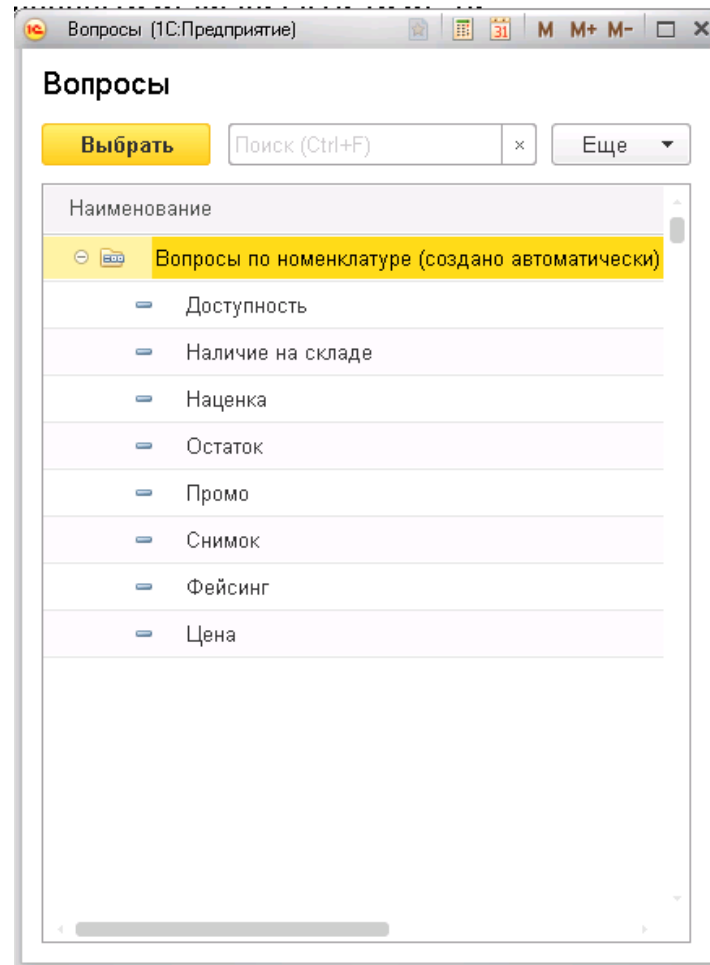 Вопросы (1С:Предприятие)
31 M M+ M-
Вопросы
Выбрать Поиск (Ctrl+F) × Еще
Наименование
Вопросы по номенклатуре (создано автоматически)
Доступность
Наличие на складе
Наценка
Остаток
Промо
Снимок
Фейсинг
Цена